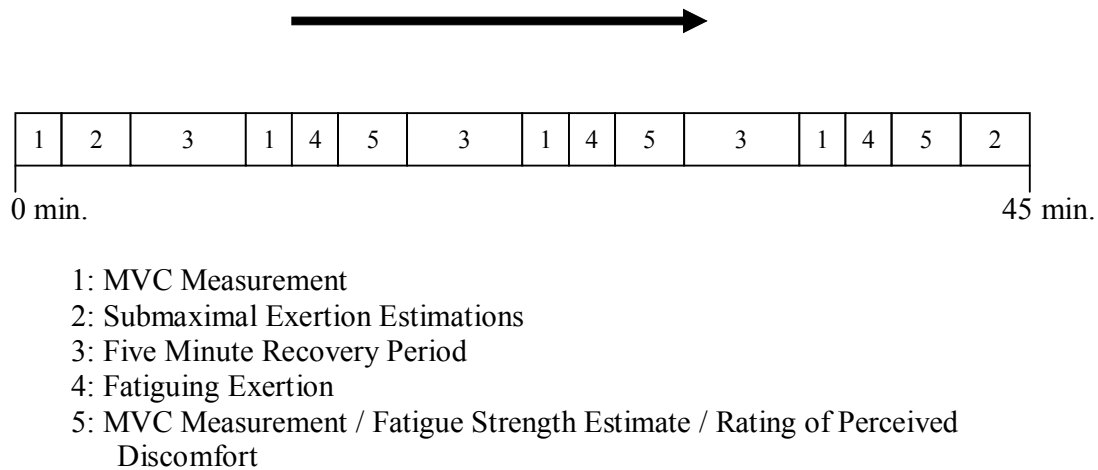 1 2 3 1 4 5 3 1 4 5 3 1 4 5 2
0 min. 45 min.
1: MVC Measurement
2: Submaximal Exertion Estimations
3: Five Minute Recovery Period
4: Fatiguing Exertion
5: MVC Measurement / Fatigue Strength Estimate / Rating of Perceived
Discomfort